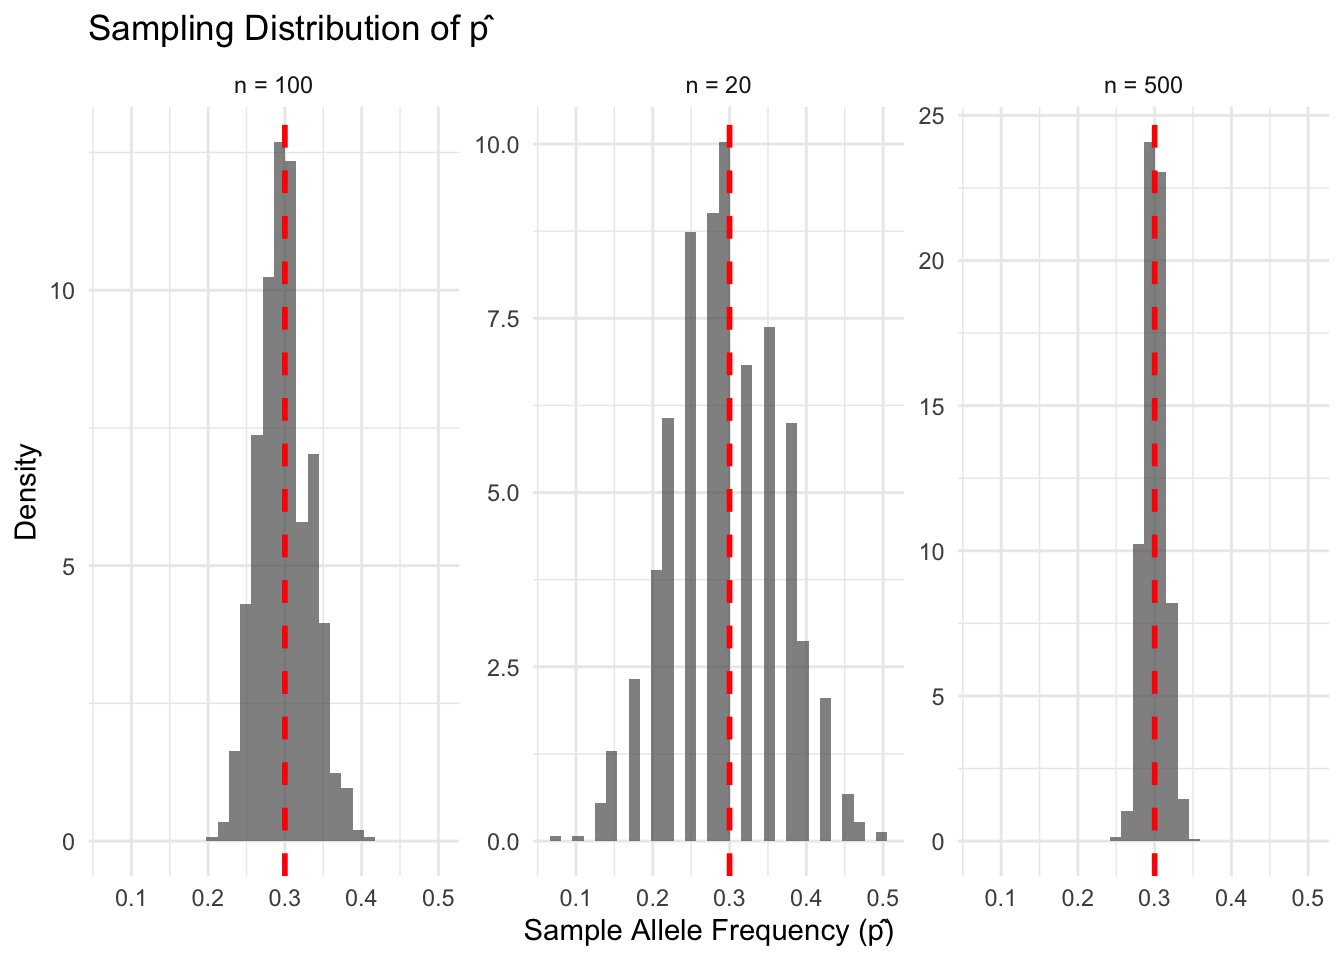 Sampling Distribution of p̂
n = 100
n = 20
n = 500
Density
10
5
0
10.0
7.5
5.0
2.5
0.0
25
20
15
10
5
0
0.1 0.2 0.3 0.4 0.5
0.1 0.2 0.3 0.4 0.5
0.1 0.2 0.3 0.4 0.5
Sample Allele Frequency (p̂)